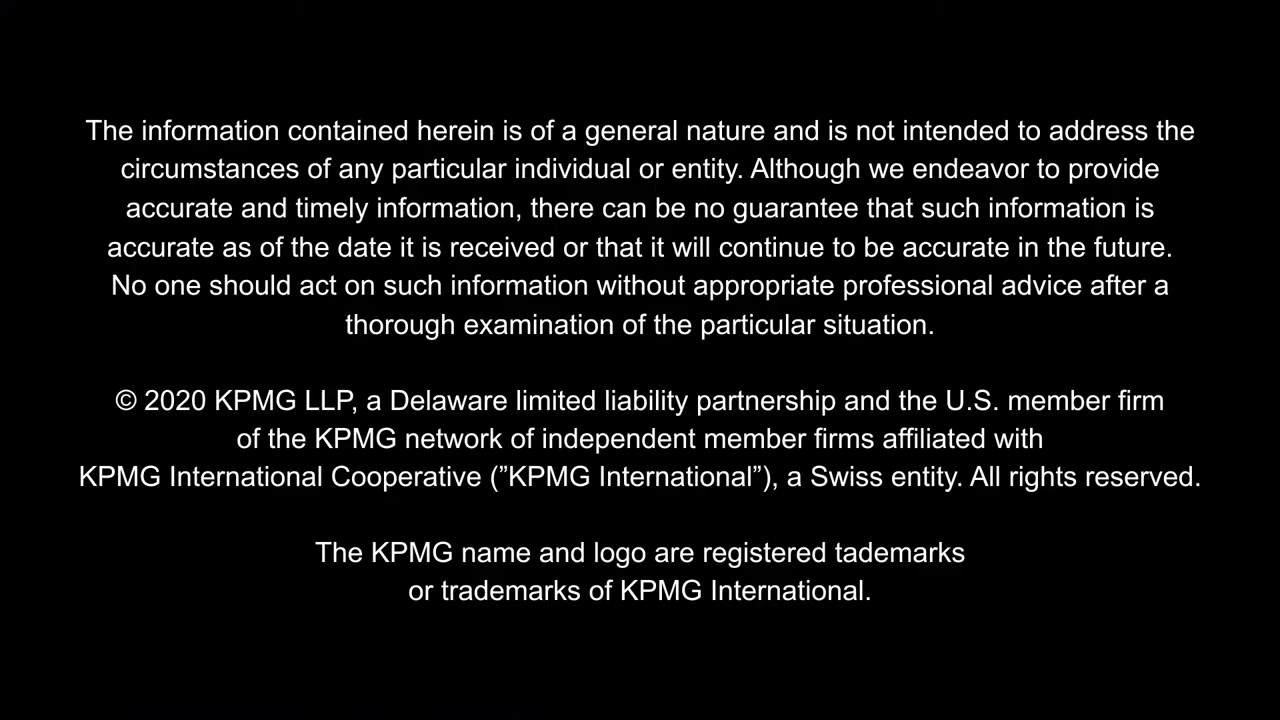 The information contained herein is of a general nature and is not intended to address the
circumstances of any particular individual or entity. Although we endeavor to provide
accurate and timely information, there can be no guarantee that such information is
accurate as of the date it is received or that it will continue to be accurate in the future.
No one should act on such information without appropriate professional advice after a
thorough examination of the particular situation.
© 2020 KPMG LLP, a Delaware limited liability partnership and the U.S. member firm
of the KPMG network of independent member firms affiliated with
KPMG International Cooperative (”KPMG International”), a Swiss entity. All rights reserved.
The KPMG name and logo are registered tademarks
or trademarks of KPMG International.